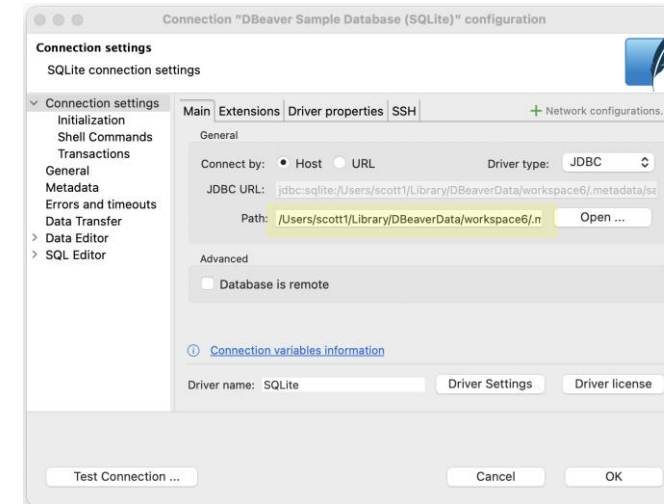 Connection "DBeaver Sample Database (SQLite)" configuration
Connection settings
SQLite connection settings
Connection settings
Initialization
Shell Commands
Transactions
General
Metadata
Errors and timeouts
Data Transfer
Data Editor
SQL Editor
Main Extensions Driver properties SSH
Network configurations.
General
Connect by: Host URL Driver type: JDBC
JDBC URL: jdbc:sqlite:/Users/scott1/Library/DBeaverData/workspace6/.metadata/sa
Path: /Users/scott1/Library/DBeaverData/workspace6/.m Open ...
Advanced
Database is remote
Connection variables information
Driver name: SQLite Driver Settings Driver license
Test Connection ... Cancel OK